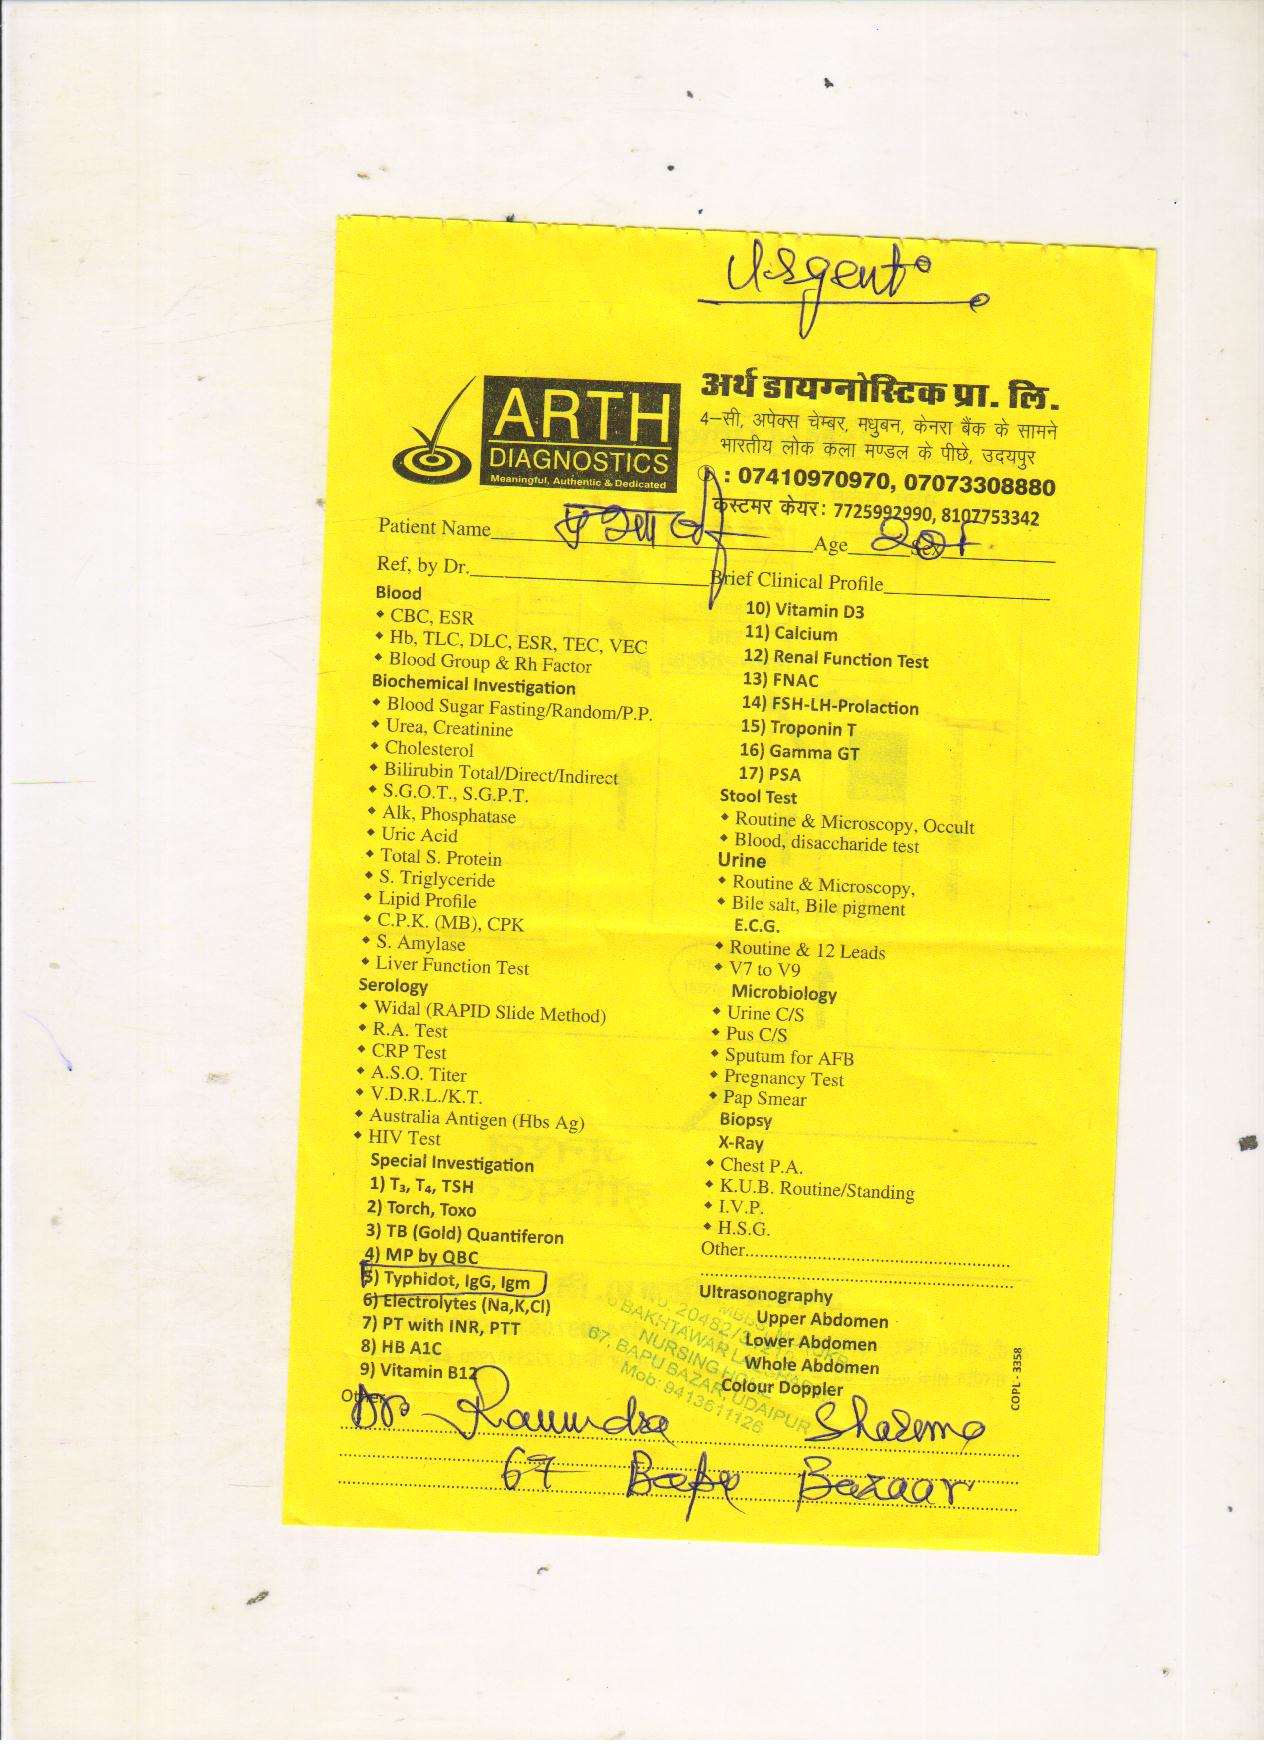 Urgent
ARTH
DIAGNOSTICS
Meaningful, Authentic & Dedicated
अर्थ डायग्नोस्टिक प्रा. लि.
4–सी, अपेक्स चेम्बर, मधुबन, केनरा बैंक के सामने
भारतीय लोक कला मण्डल के पीछे, उदयपुर
: 07410970970, 07073308880
कस्टमर केयर: 7725992990, 8107753342
Patient Name Age Sex
Ref, by Dr. Brief Clinical Profile
Blood
CBC, ESR
Hb, TLC, DLC, ESR, TEC, VEC
Blood Group & Rh Factor
Biochemical Investigation
Blood Sugar Fasting/Random/P.P.
Urea, Creatinine
Cholesterol
Bilirubin Total/Direct/Indirect
S.G.O.T., S.G.P.T.
Alk, Phosphatase
Uric Acid
Total S. Protein
S. Triglyceride
Lipid Profile
C.P.K. (MB), CPK
S. Amylase
Liver Function Test
Serology
Widal (RAPID Slide Method)
R.A. Test
CRP Test
A.S.O. Titer
V.D.R.L./K.T.
Australia Antigen (Hbs Ag)
HIV Test
Special Investigation
1) T₃, T₄, TSH
2) Torch, Toxo
3) TB (Gold) Quantiferon
4) MP by QBC
5) Typhidot, IgG, Igm
6) Electrolytes (Na,K,Cl)
7) PT with INR, PTT
8) HB A1C
9) Vitamin B12
Other
10) Vitamin D3
11) Calcium
12) Renal Function Test
13) FNAC
14) FSH-LH-Prolaction
15) Troponin T
16) Gamma GT
17) PSA
Stool Test
Routine & Microscopy, Occult
Blood, disaccharide test
Urine
Routine & Microscopy,
Bile salt, Bile pigment
E.C.G.
Routine & 12 Leads
V7 to V9
Microbiology
Urine C/S
Pus C/S
Sputum for AFB
Pregnancy Test
Pap Smear
Biopsy
X-Ray
Chest P.A.
K.U.B. Routine/Standing
I.V.P.
H.S.G.
Other
Ultrasonography
Upper Abdomen
Lower Abdomen
Whole Abdomen
Colour Doppler
COPL - 3358
BAKHTAWAR
NURSING HOME
67, BAPU BAZAR, UDAIPUR
Mob: 9413611126
Dr Ravindra Sharma
67 Bapu Bazaar